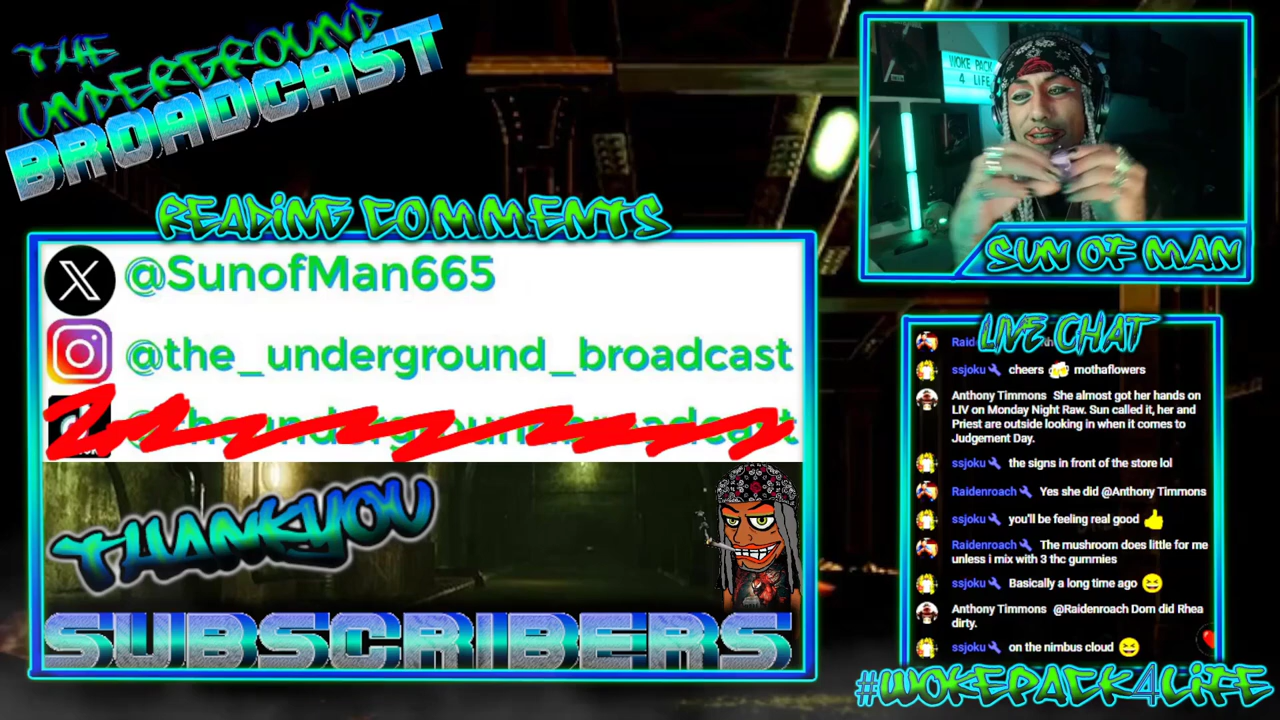 THE
UNDERGROUND
BROADCAST
READING COMMENTS
@SunofMan665
@the_underground_broadcast
THANKYOU
SUBSCRIBERS
WOKE PACK
4 LIFE
SUN OF MAN
LIVE CHAT
ssjoku cheers 🍻 mothaflowers
Anthony Timmons She almost got her hands on
LIV on Monday Night Raw. Sun called it, her and
Priest are outside looking in when it comes to
Judgement Day.
ssjoku the signs in front of the store lol
Raidenroach Yes she did @Anthony Timmons
ssjoku you'll be feeling real good 👍
Raidenroach The mushroom does little for me
unless i mix with 3 thc gummies
ssjoku Basically a long time ago 😆
Anthony Timmons @Raidenroach Dom did Rhea
dirty.
ssjoku on the nimbus cloud 😆
#WOKEPACK4LIFE